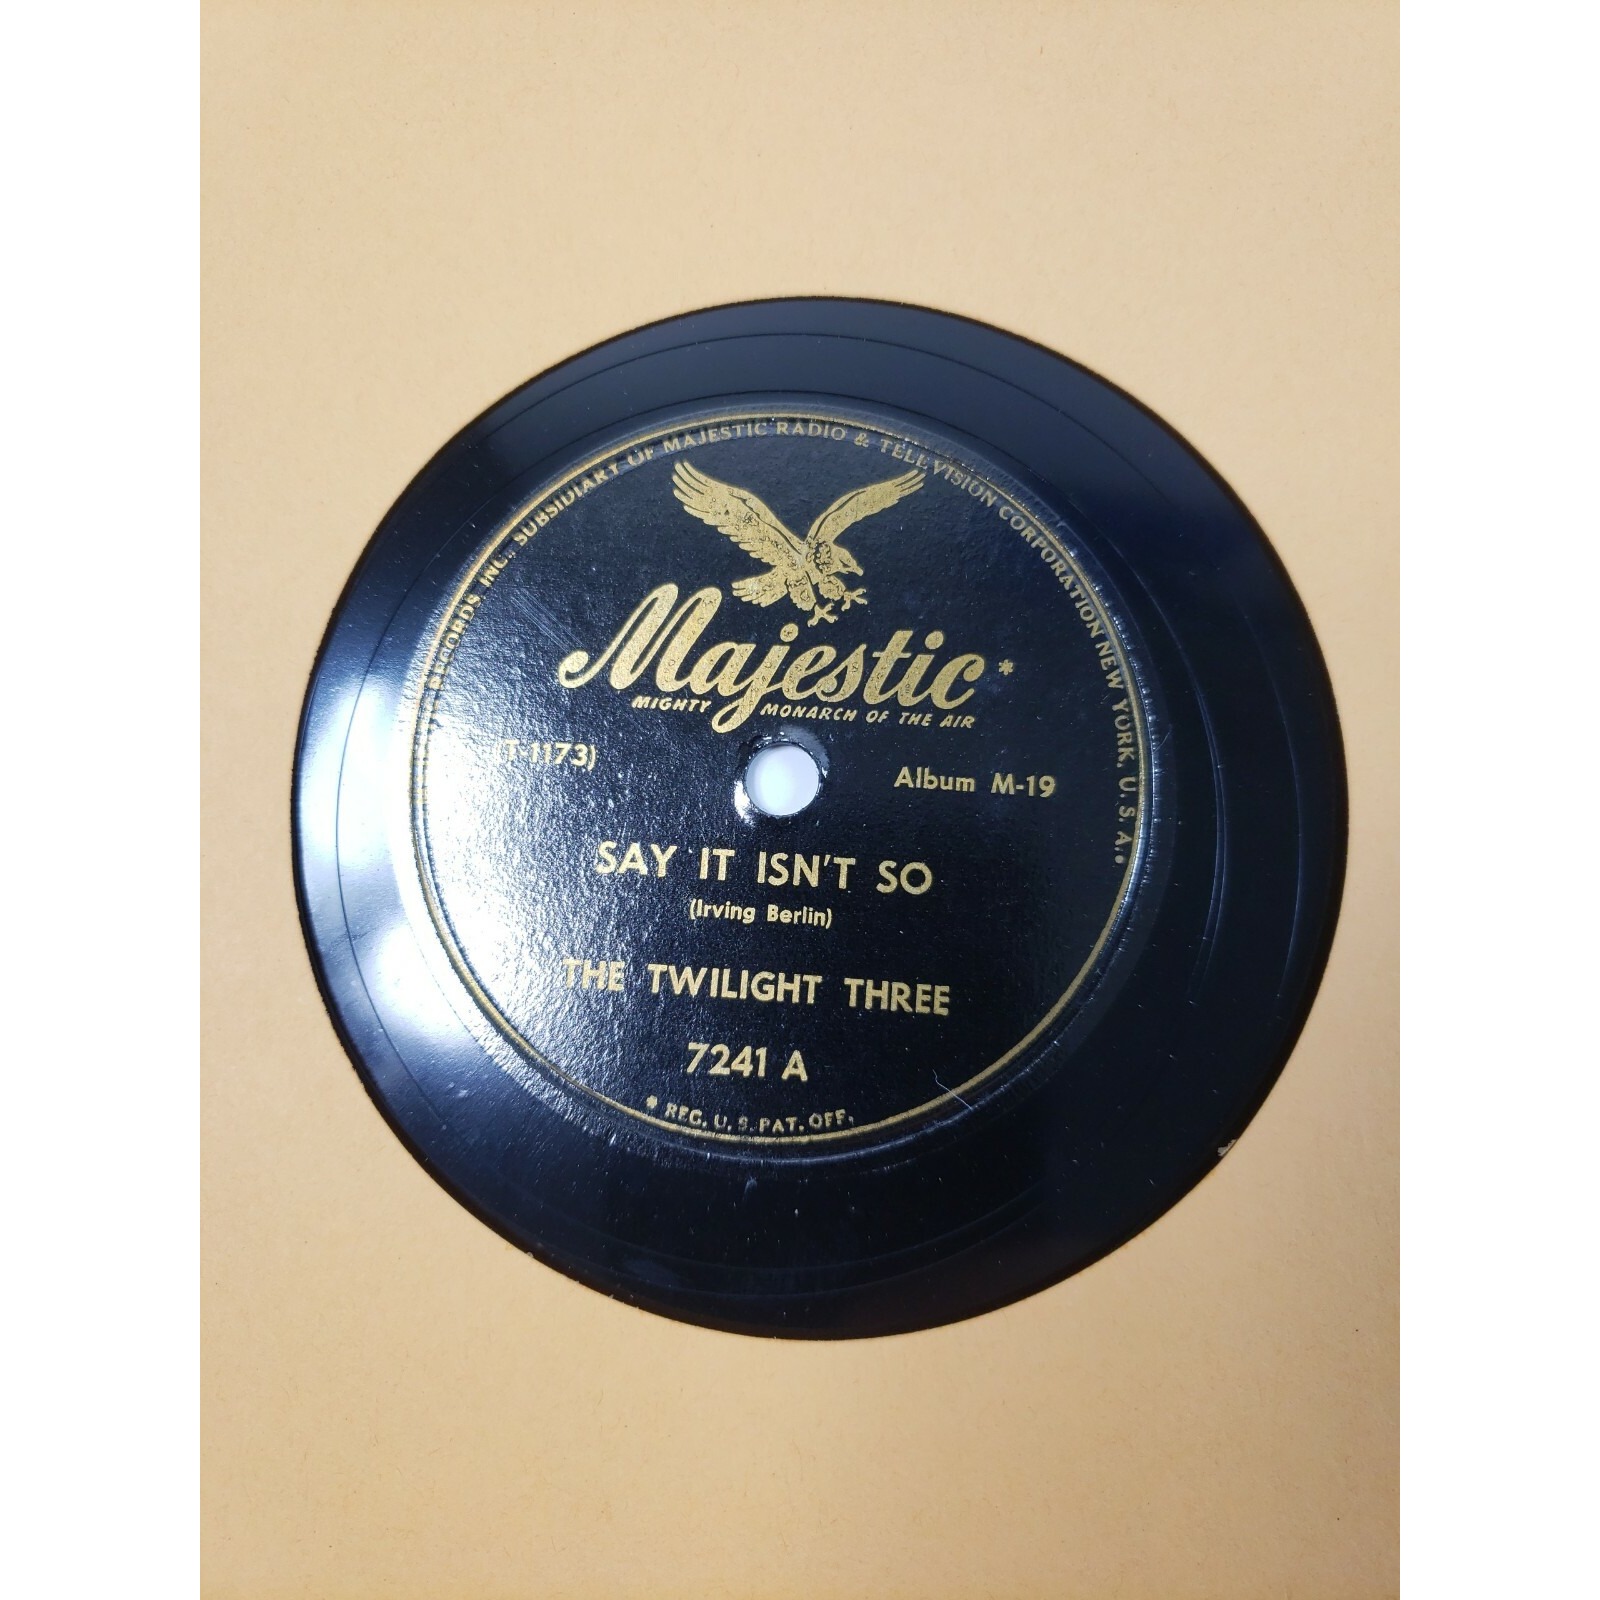 RECORDS INC., SUBSIDIARY OF MAJESTIC RADIO & TELEVISION CORPORATION NEW YORK, U. S. A. •
Majestic*
MIGHTY MONARCH OF THE AIR
(T-1173)
Album M-19
SAY IT ISN'T SO
(Irving Berlin)
THE TWILIGHT THREE
7241 A
* REG. U. S. PAT. OFF.